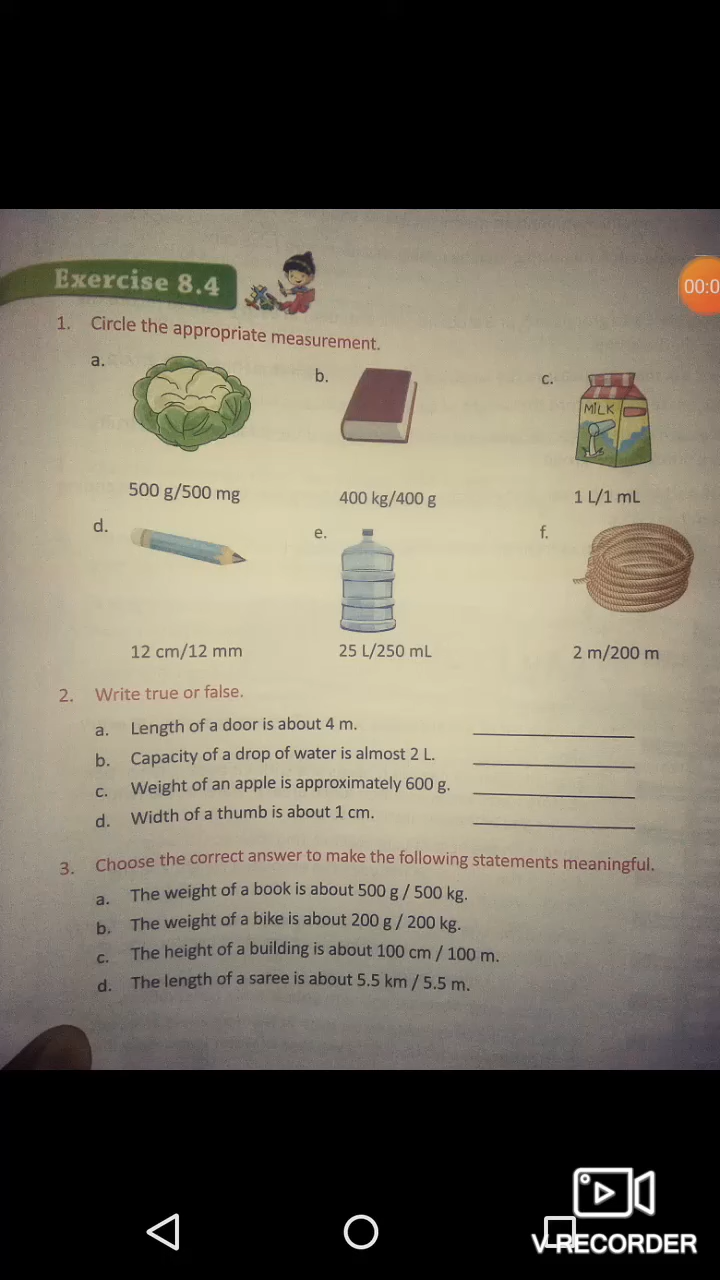 Exercise 8.4
00:0
1. Circle the appropriate measurement.
a. b. c.
MILK
500 g/500 mg 400 kg/400 g 1 L/1 mL
d. e. f.
12 cm/12 mm 25 L/250 mL 2 m/200 m
2. Write true or false.
a. Length of a door is about 4 m.
b. Capacity of a drop of water is almost 2 L.
c. Weight of an apple is approximately 600 g.
d. Width of a thumb is about 1 cm.
3. Choose the correct answer to make the following statements meaningful.
a. The weight of a book is about 500 g / 500 kg.
b. The weight of a bike is about 200 g / 200 kg.
c. The height of a building is about 100 cm / 100 m.
d. The length of a saree is about 5.5 km / 5.5 m.
V RECORDER